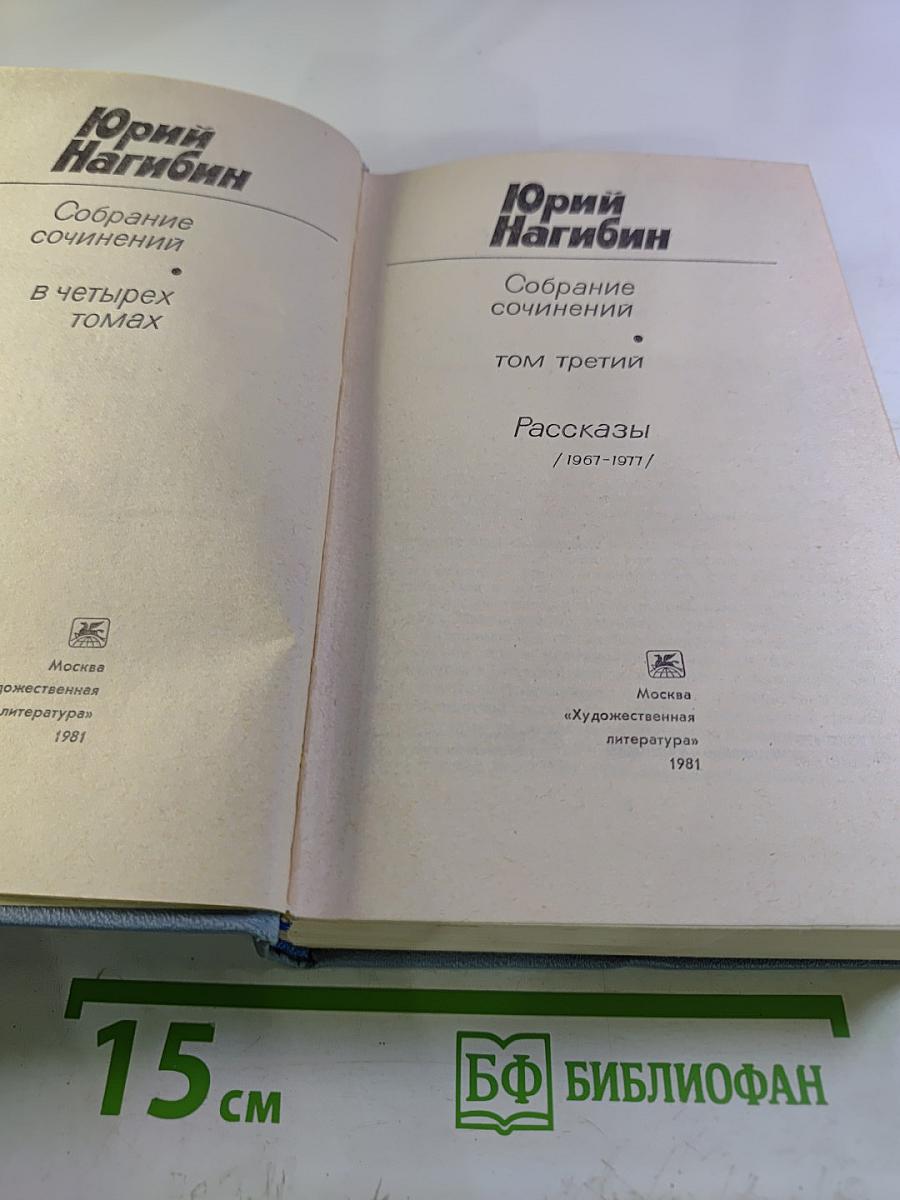 Юрий
Нагибин
Собрание
сочинений
•
в четырех
томах
Москва
литература»
1981
Юрий
Нагибин
Собрание
сочинений
•
том третий
Рассказы
/1967-1977/
Москва
«Художественная
литература»
1981
15 см
БФ БИБЛИОФАН